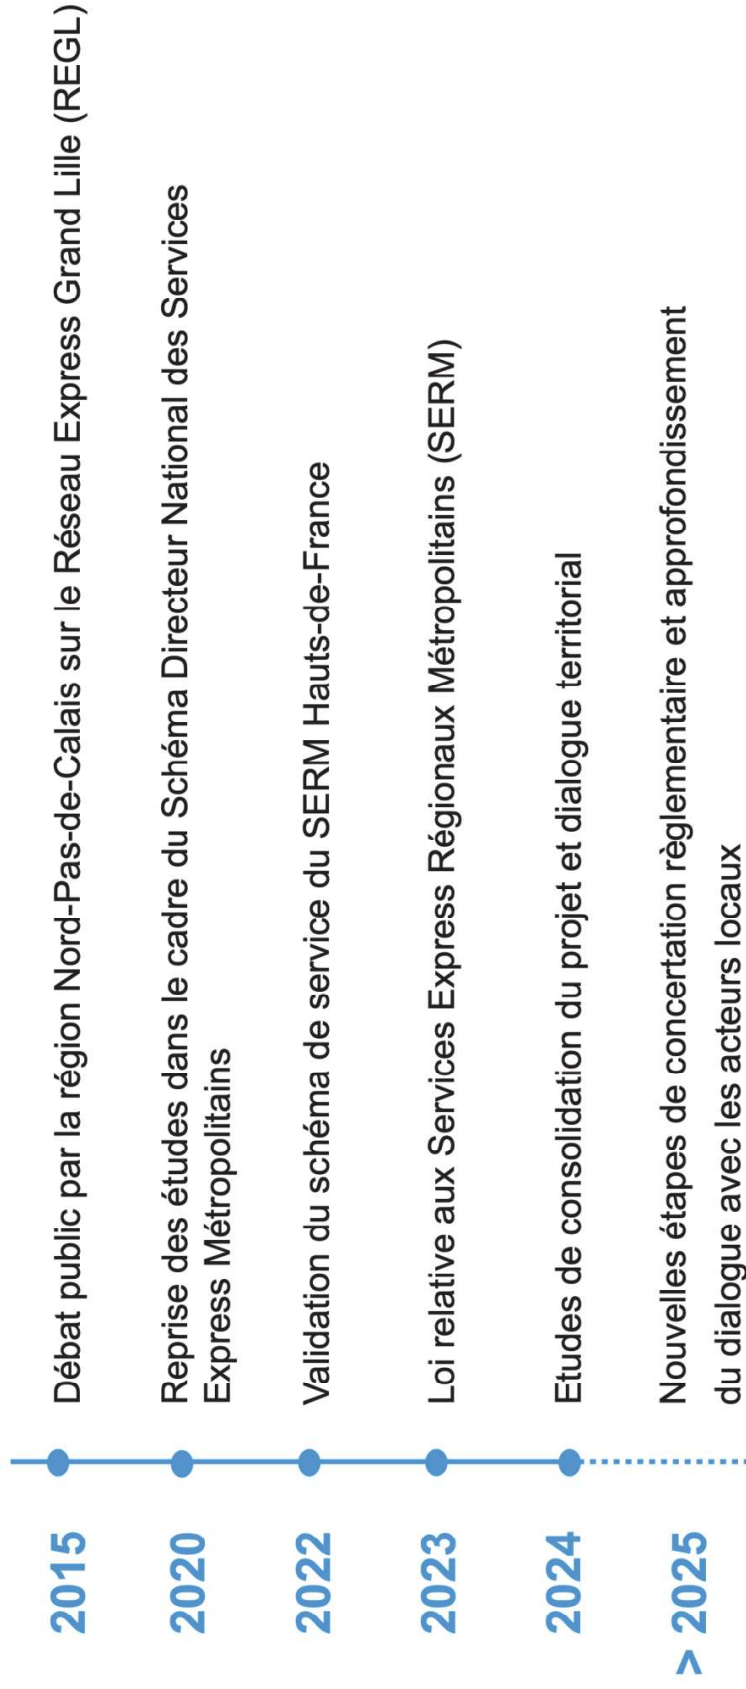 2015 Débat public par la région Nord-Pas-de-Calais sur le Réseau Express Grand Lille (REGL)
2020 Reprise des études dans le cadre du Schéma Directeur National des Services
Express Métropolitains
2022 Validation du schéma de service du SERM Hauts-de-France
2023 Loi relative aux Services Express Régionaux Métropolitains (SERM)
2024 Etudes de consolidation du projet et dialogue territorial
> 2025 Nouvelles étapes de concertation règlementaire et approfondissement
du dialogue avec les acteurs locaux